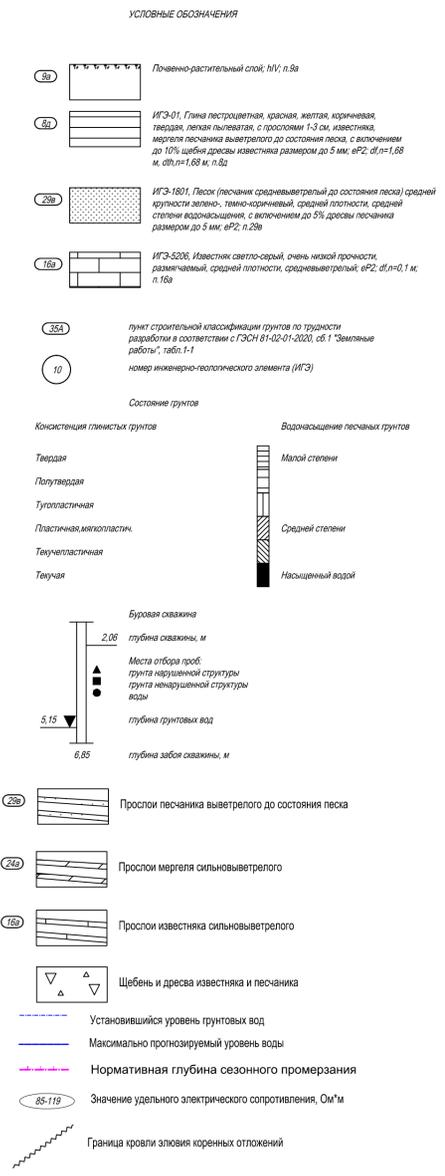 УСЛОВНЫЕ ОБОЗНАЧЕНИЯ
9а
Почвенно-растительный слой; hIV; п.9а
8д
ИГЭ-01, Глина пестроцветная, красная, желтая, коричневая,
твердая, легкая пылеватая, с прослоями 1-3 см, известняка,
мергеля песчаника выветрелого до состояния песка, с включением
до 10% щебня дресвы известняка размером до 5 мм; eP2; df,n=1,68
м, dth,n=1,68 м; п.8д
29в
ИГЭ-1801, Песок (песчаник средневыветрелый до состояния песка) средней
крупности зелено-, темно-коричневый, средней плотности, средней
степени водонасыщения, с включением до 5% дресвы песчаника
размером до 5 мм; eP2; п.29в
16а
ИГЭ-5206, Известняк светло-серый, очень низкой прочности,
размягчаемый, средней плотности, средневыветрелый; eP2; df,n=0,1 м;
п.16а
35А
пункт строительной классификации грунтов по трудности
разработки в соответствии с ГЭСН 81-02-01-2020, сб.1 "Земляные
работы", табл.1-1
10
номер инженерно-геологического элемента (ИГЭ)
Состояние грунтов
Консистенция глинистых грунтов
Водонасыщение песчаных грунтов
Твердая
Малой степени
Полутвердая
Тугопластичная
Пластичная,мягкопластич.
Средней степени
Текучепластичная
Текучая
Насыщенный водой
Буровая скважина
2,06
глубина скважины, м
Места отбора проб:
грунта нарушенной структуры
грунта ненарушенной структуры
воды
5,15
глубина грунтовых вод
6,85
глубина забоя скважины, м
29в
Прослои песчаника выветрелого до состояния песка
24а
Прослои мергеля сильновыветрелого
16а
Прослои известняка сильновыветрелого
Щебень и дресва известняка и песчаника
Установившийся уровень грунтовых вод
Максимально прогнозируемый уровень воды
Нормативная глубина сезонного промерзания
85-119
Значение удельного электрического сопротивления, Ом*м
Граница кровли элювия коренных отложений